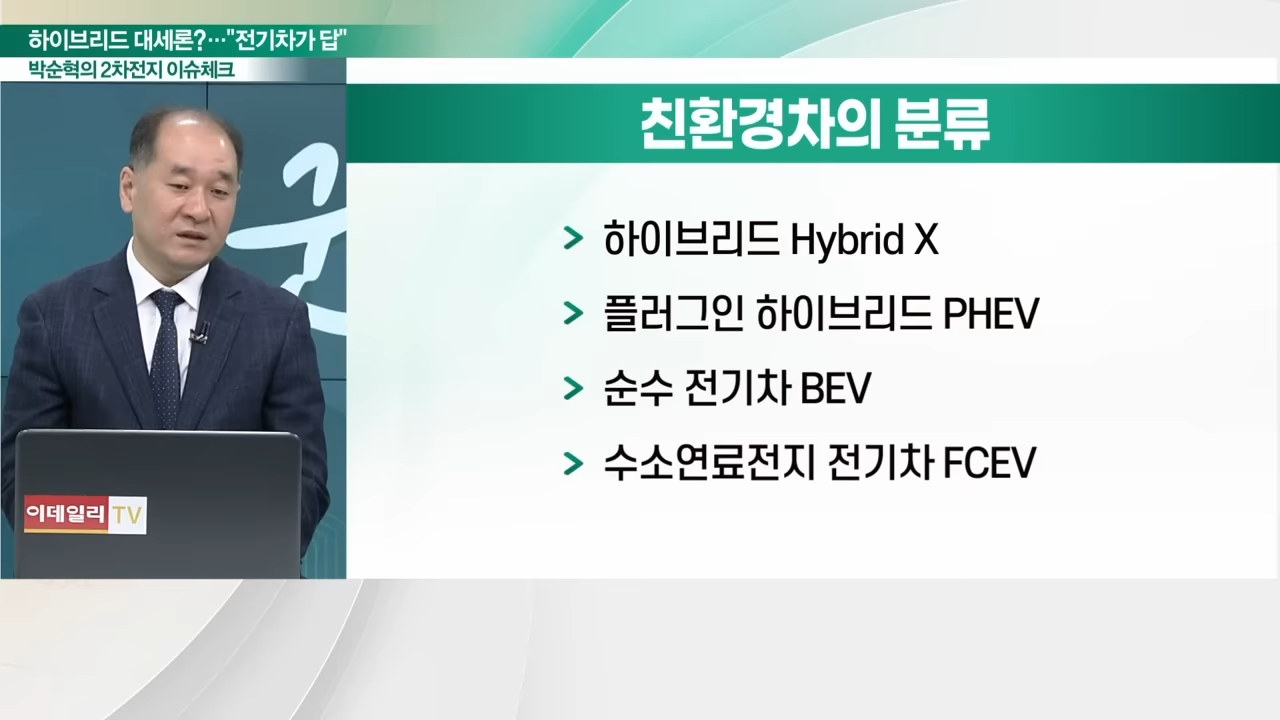 하이브리드 대세론?…"전기차가 답"
박순혁의 2차전지 이슈체크
친환경차의 분류
> 하이브리드 Hybrid X
> 플러그인 하이브리드 PHEV
> 순수 전기차 BEV
> 수소연료전지 전기차 FCEV
이데일리 TV